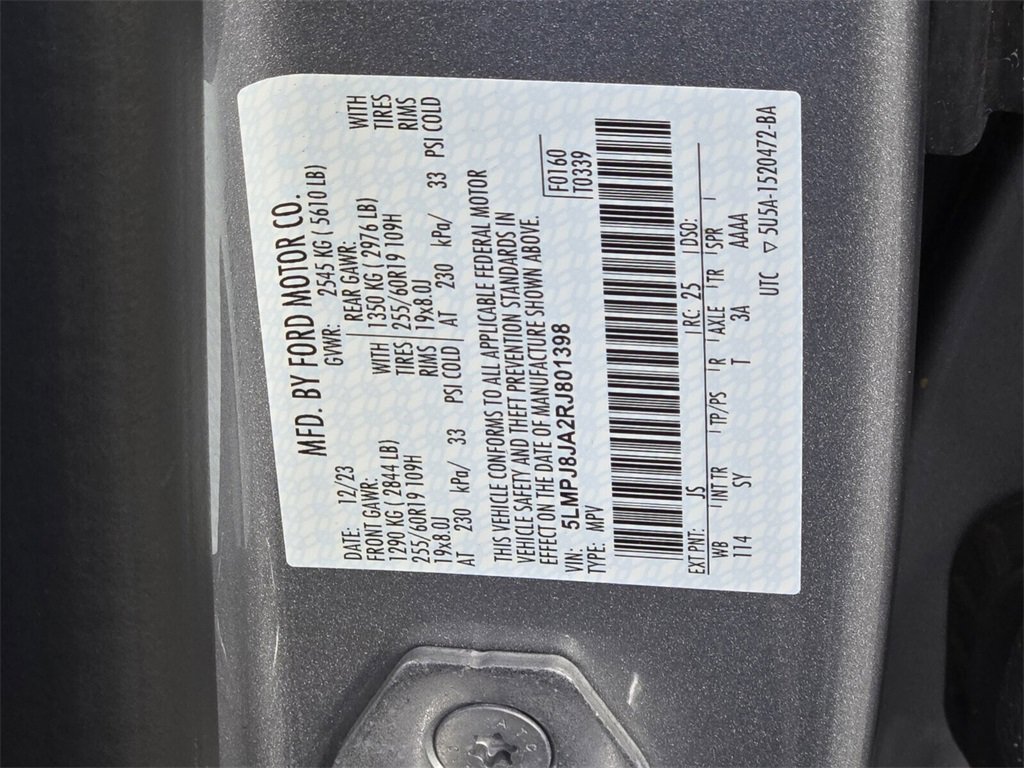 MFD. BY FORD MOTOR CO.
DATE: 12/23 GVWR: 2545 KG ( 5610 LB)
FRONT GAWR: REAR GAWR:
1290 KG ( 2844 LB) WITH 1350 KG ( 2976 LB) WITH
255/60R19 109H TIRES 255/60R19 109H TIRES
19x8.0J RIMS 19x8.0J RIMS
AT 230 kPa/ 33 PSI COLD AT 230 kPa/ 33 PSI COLD
THIS VEHICLE CONFORMS TO ALL APPLICABLE FEDERAL MOTOR
VEHICLE SAFETY AND THEFT PREVENTION STANDARDS IN
EFFECT ON THE DATE OF MANUFACTURE SHOWN ABOVE.
VIN: 5LMPJ8JA2RJ801398 F0160
TYPE: MPV T0339
EXT PNT: JS RC: 25 DSO:
WB INT TR TP/PS R AXLE TR SPR
114 SY T 3A AAAA
UTC ▽ 5U5A-1520472-BA